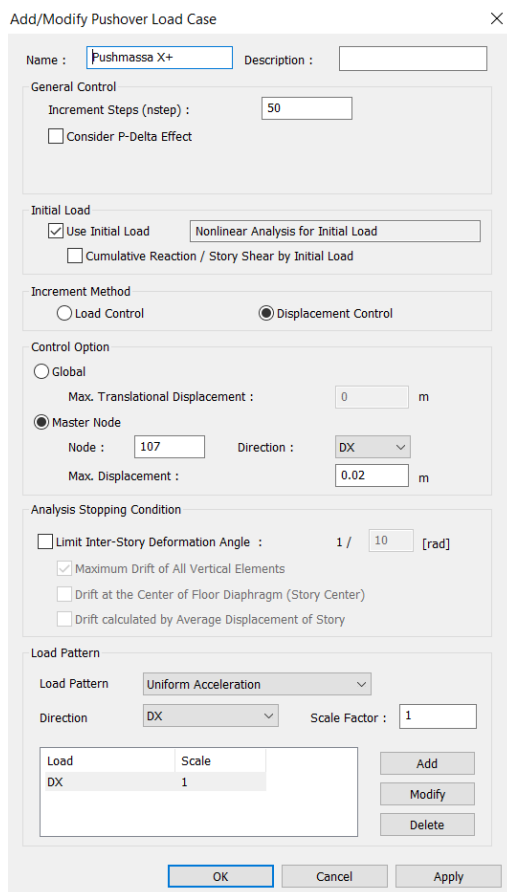 Add/Modify Pushover Load Case
Name : Pushmassa X+ Description :
General Control
Increment Steps (nstep) : 50
Consider P-Delta Effect
Initial Load
Use Initial Load Nonlinear Analysis for Initial Load
Cumulative Reaction / Story Shear by Initial Load
Increment Method
Load Control Displacement Control
Control Option
Global
Max. Translational Displacement : 0 m
Master Node
Node : 107 Direction : DX
Max. Displacement : 0.02 m
Analysis Stopping Condition
Limit Inter-Story Deformation Angle : 1 / 10 [rad]
Maximum Drift of All Vertical Elements
Drift at the Center of Floor Diaphragm (Story Center)
Drift calculated by Average Displacement of Story
Load Pattern
Load Pattern Uniform Acceleration
Direction DX Scale Factor : 1
Load Scale Add
DX 1 Modify
Delete
OK Cancel Apply